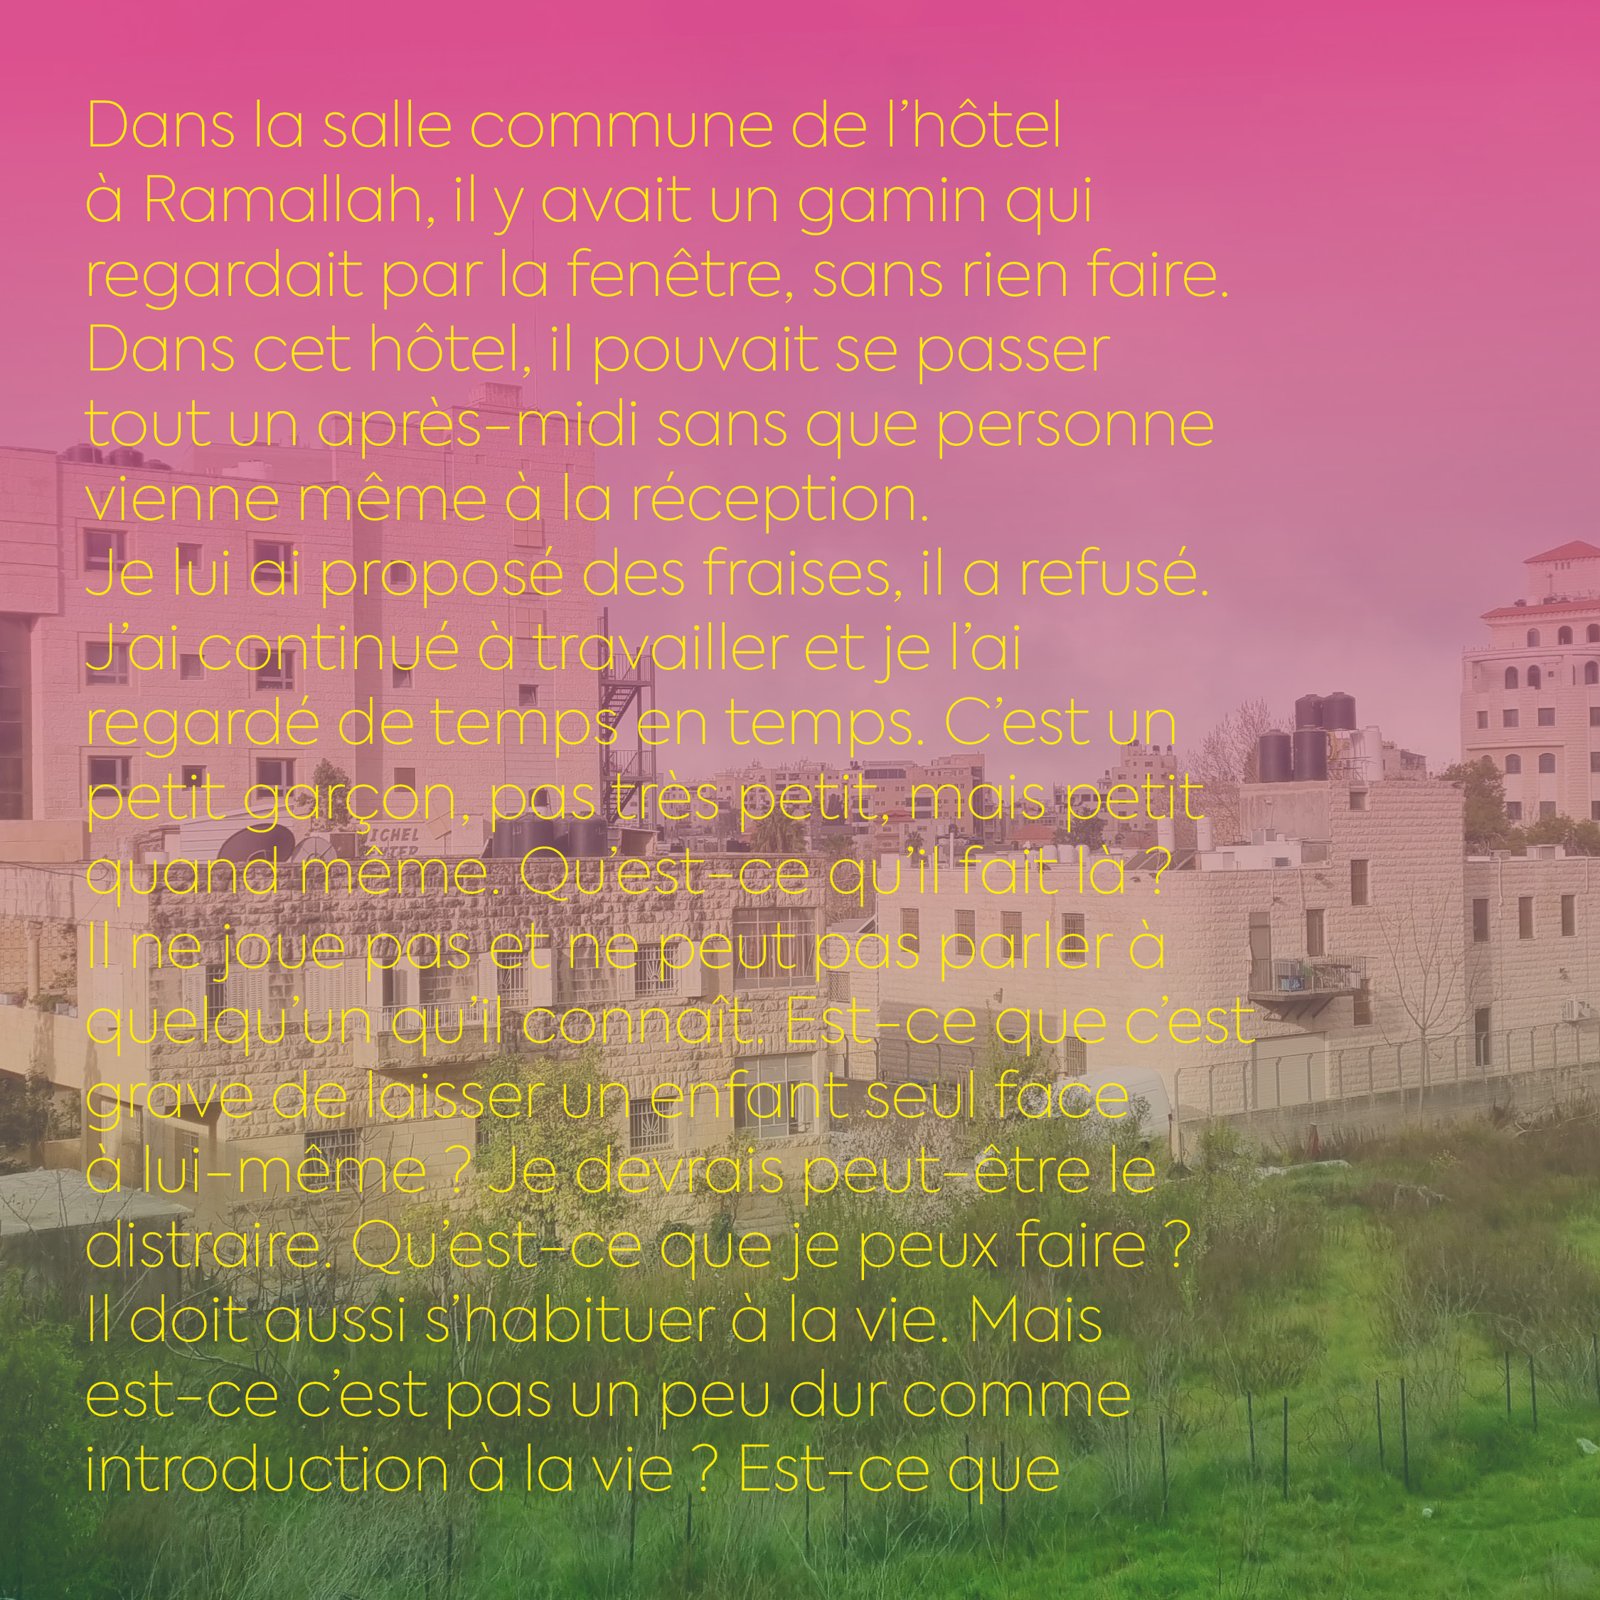 Dans la salle commune de l’hôtel
à Ramallah, il y avait un gamin qui
regardait par la fenêtre, sans rien faire.
Dans cet hôtel, il pouvait se passer
tout un après-midi sans que personne
vienne même à la réception.
Je lui ai proposé des fraises, il a refusé.
J’ai continué à travailler et je l’ai
regardé de temps en temps. C’est un
petit garçon, pas très petit, mais petit
quand même. Qu’est-ce qu’il fait là ?
Il ne joue pas et ne peut pas parler à
quelqu’un qu’il connaît. Est-ce que c’est
grave de laisser un enfant seul face
à lui-même ? Je devrais peut-être le
distraire. Qu’est-ce que je peux faire ?
Il doit aussi s’habituer à la vie. Mais
est-ce c’est pas un peu dur comme
introduction à la vie ? Est-ce que